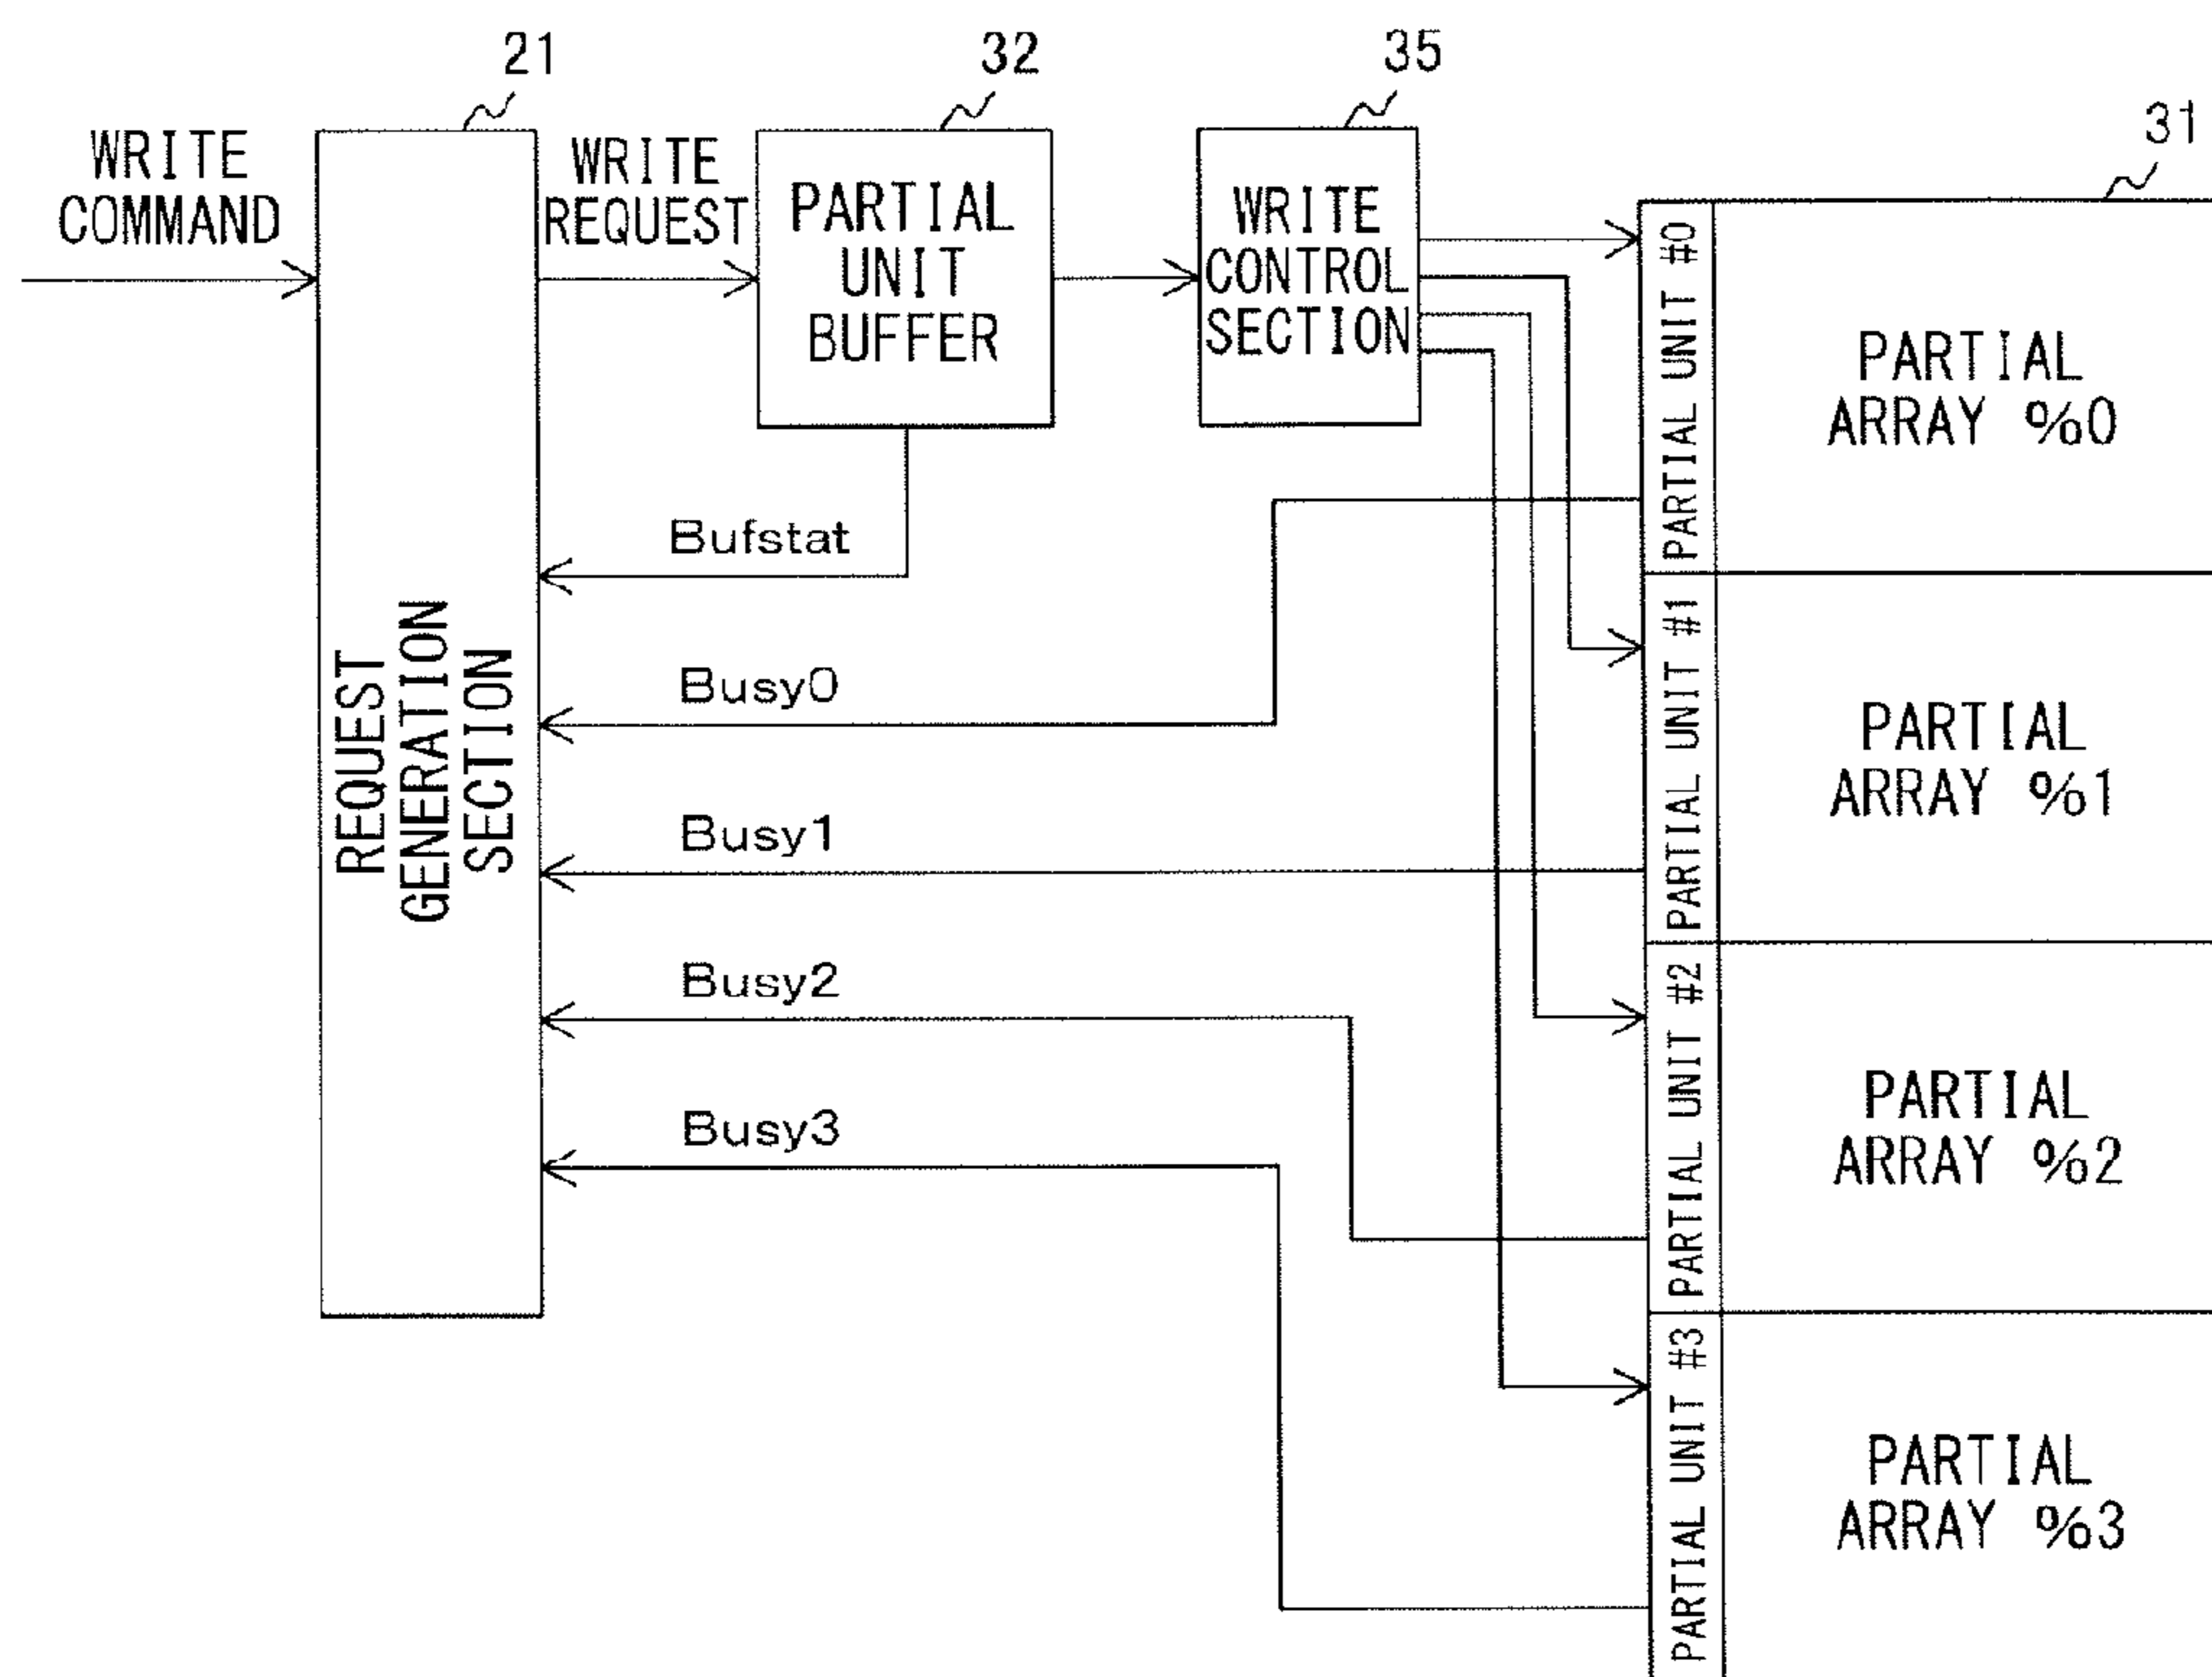 21
32
35
31
WRITE
COMMAND
WRITE
REQUEST
PARTIAL
UNIT
BUFFER
WRITE
CONTROL
SECTION
REQUEST
GENERATION
SECTION
Bufstat
Busy0
Busy1
Busy2
Busy3
PARTIAL UNIT #0
PARTIAL
ARRAY %0
PARTIAL UNIT #1
PARTIAL
ARRAY %1
PARTIAL UNIT #2
PARTIAL
ARRAY %2
PARTIAL UNIT #3
PARTIAL
ARRAY %3